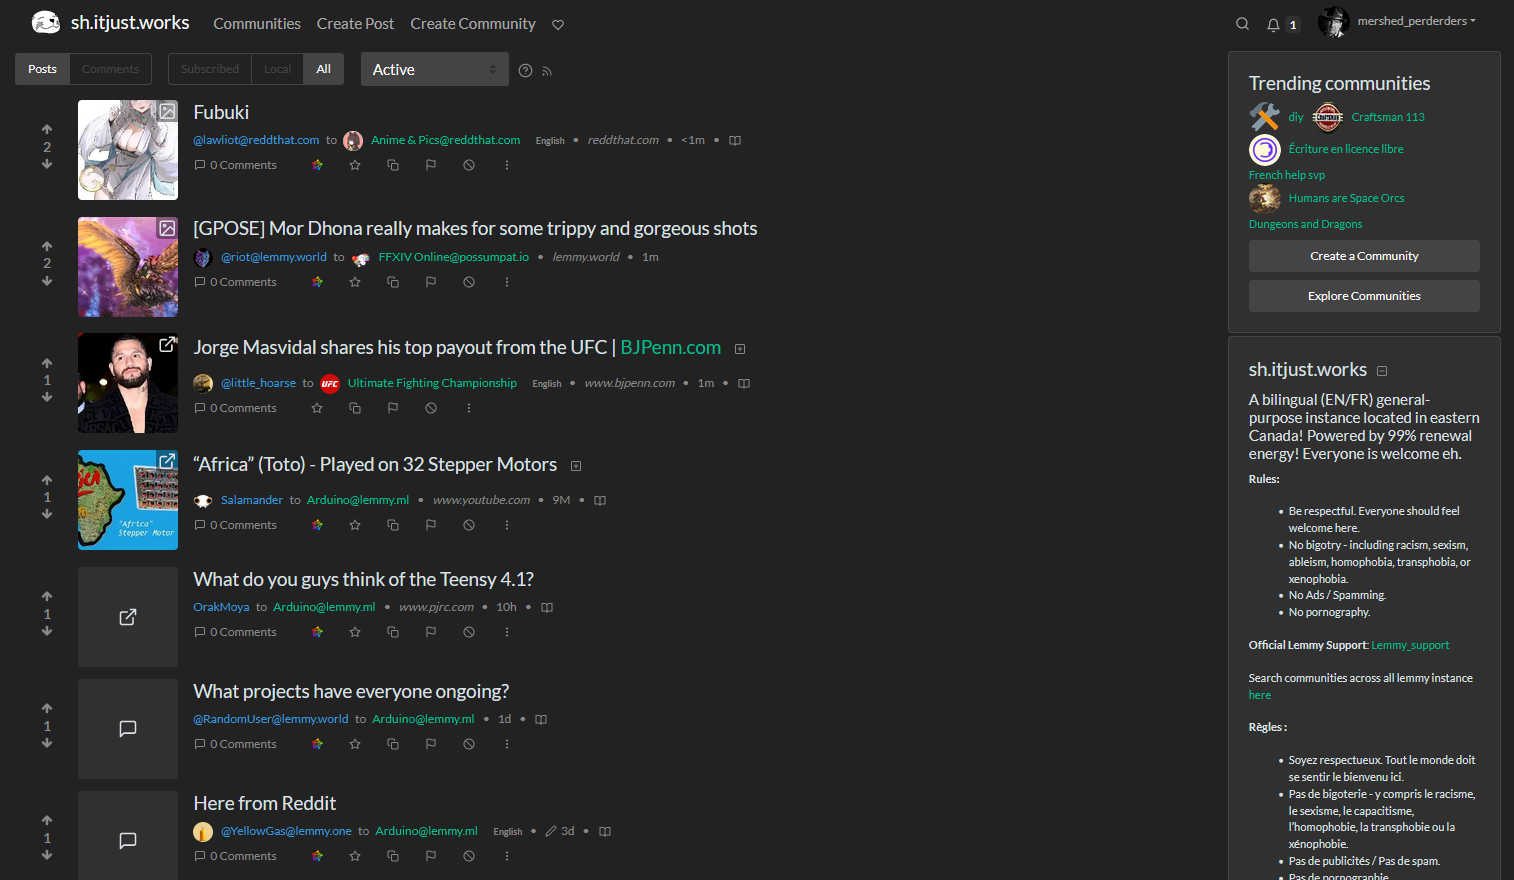 sh.itjust.works Communities Create Post Create Community 1 mershed_perderders
Posts Comments Subscribed Local All Active
2
Fubuki
@lawliot@reddthat.com to Anime & Pics@reddthat.com English • reddthat.com • <1m •
0 Comments
2
[GPOSE] Mor Dhona really makes for some trippy and gorgeous shots
@riot@lemmy.world to FFXIV Online@possumpat.io • lemmy.world • 1m
0 Comments
1
Jorge Masvidal shares his top payout from the UFC | BJPenn.com
@little_hoarse to UFC Ultimate Fighting Championship English • www.bjpenn.com • 1m •
0 Comments
1
"Africa"
Stepper Motor
“Africa” (Toto) - Played on 32 Stepper Motors
Salamander to Arduino@lemmy.ml • www.youtube.com • 9M •
0 Comments
1
What do you guys think of the Teensy 4.1?
OrakMoya to Arduino@lemmy.ml • www.pjrc.com • 10h •
0 Comments
1
What projects have everyone ongoing?
@RandomUser@lemmy.world to Arduino@lemmy.ml • 1d •
0 Comments
1
Here from Reddit
@YellowGas@lemmy.one to Arduino@lemmy.ml English • 3d •
0 Comments
Trending communities
diy CRAFTSMAN Craftsman 113
Écriture en licence libre
French help svp
Humans are Space Orcs
Dungeons and Dragons
Create a Community
Explore Communities
sh.itjust.works
A bilingual (EN/FR) general-
purpose instance located in eastern
Canada! Powered by 99% renewal
energy! Everyone is welcome eh.
Rules:
• Be respectful. Everyone should feel
welcome here.
• No bigotry - including racism, sexism,
ableism, homophobia, transphobia, or
xenophobia.
• No Ads / Spamming.
• No pornography.
Official Lemmy Support: Lemmy_support
Search communities across all lemmy instance
here
Règles :
• Soyez respectueux. Tout le monde doit
se sentir le bienvenu ici.
• Pas de bigoterie - y compris le racisme,
le sexisme, le capacitisme,
l'homophobie, la transphobie ou la
xénophobie.
• Pas de publicités / Pas de spam.
• Pas de pornographie.